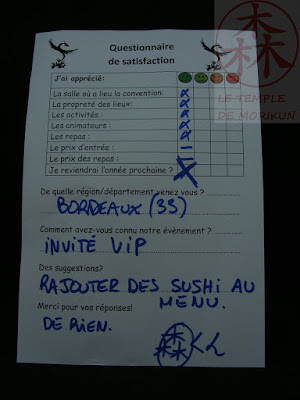 森
LE TEMPLE
DE MORIKUN
Questionnaire
de satisfaction
J'ai apprécié:
La salle où a lieu la convention: x
La propreté des lieux: x
Les activités : x
Les animateurs : x
Les repas : x
Le prix d'entrée : –
Le prix des repas: –
Je reviendrai l'année prochaine ? X
De quelle région/département venez vous ?
BORDEAUX (33)
Comment avez-vous connu notre évènement ?
INVITÉ VIP
Des suggestions?
RAJOUTER DES SUSHI AU
MENU.
Merci pour vos réponses!
DE RIEN.
森